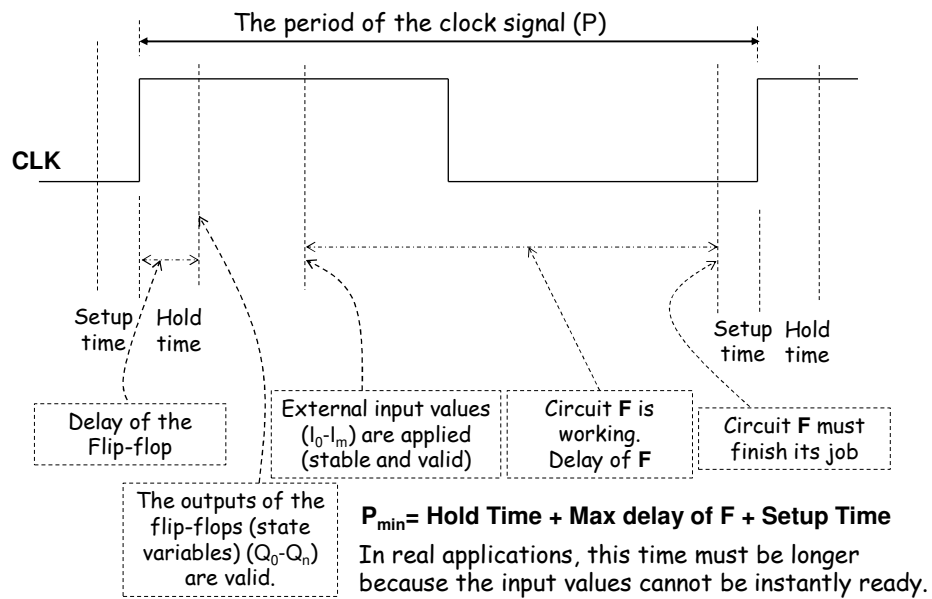 The period of the clock signal (P)
CLK
Setup
time
Hold
time
Setup
time
Hold
time
Delay of the
Flip-flop
The outputs of the
flip-flops (state
variables) (Q₀-Qₙ)
are valid.
External input values
(I₀-Iₘ) are applied
(stable and valid)
Circuit F is
working.
Delay of F
Circuit F must
finish its job
Pₘᵢₙ= Hold Time + Max delay of F + Setup Time
In real applications, this time must be longer
because the input values cannot be instantly ready.